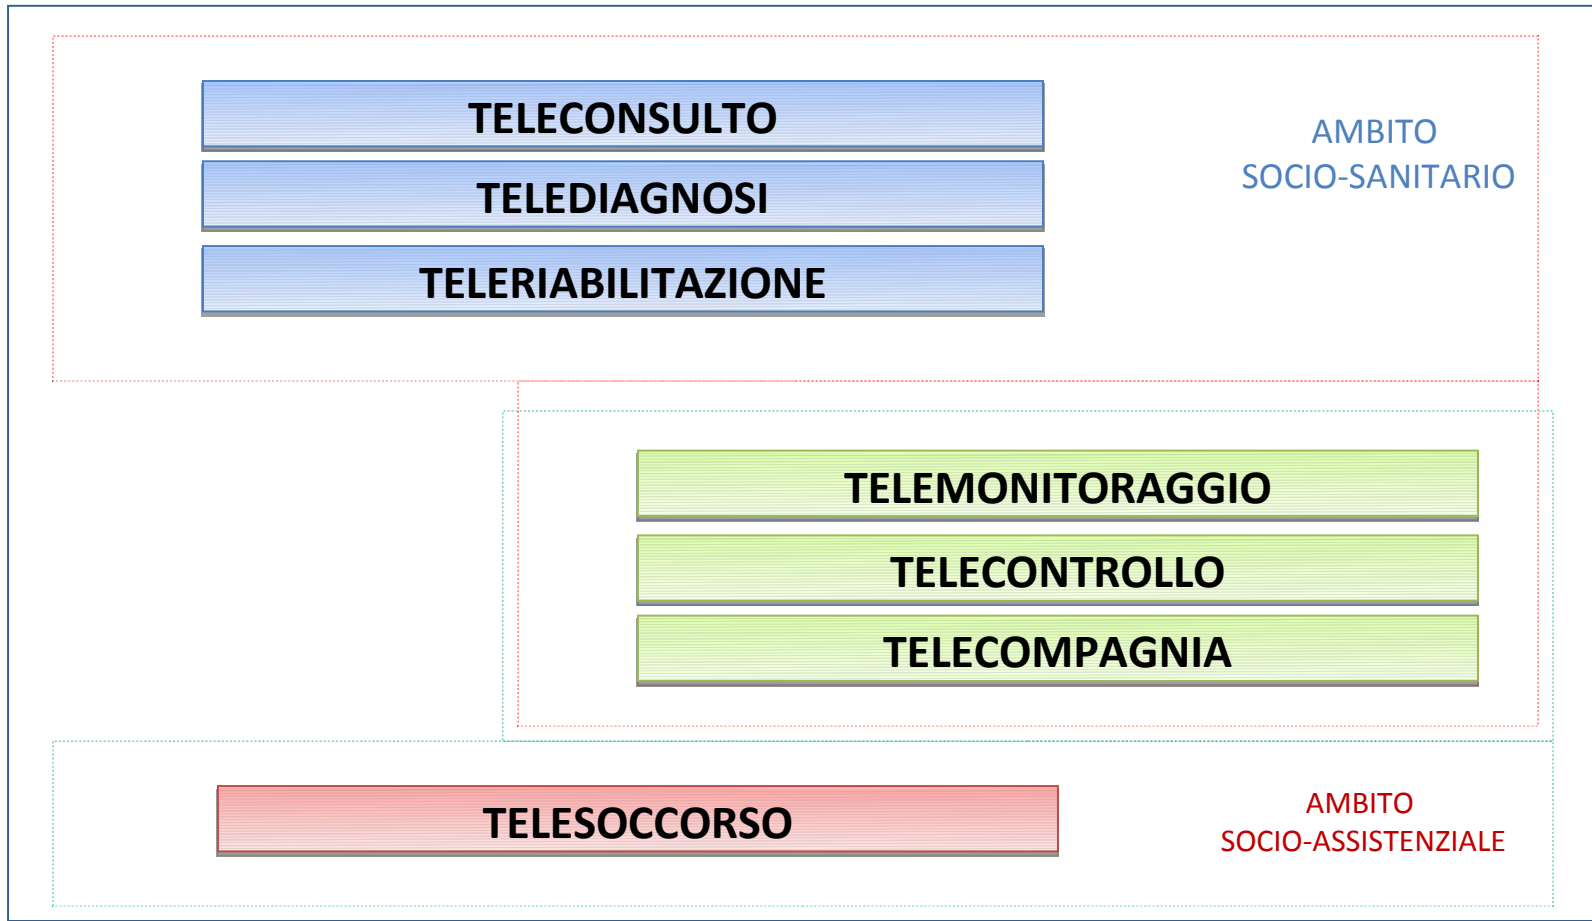 TELECONSULTO
AMBITO
SOCIO-SANITARIO
TELEDIAGNOSI
TELERIABILITAZIONE
TELEMONITORAGGIO
TELECONTROLLO
TELECOMPAGNIA
TELESOCCORSO
AMBITO
SOCIO-ASSISTENZIALE